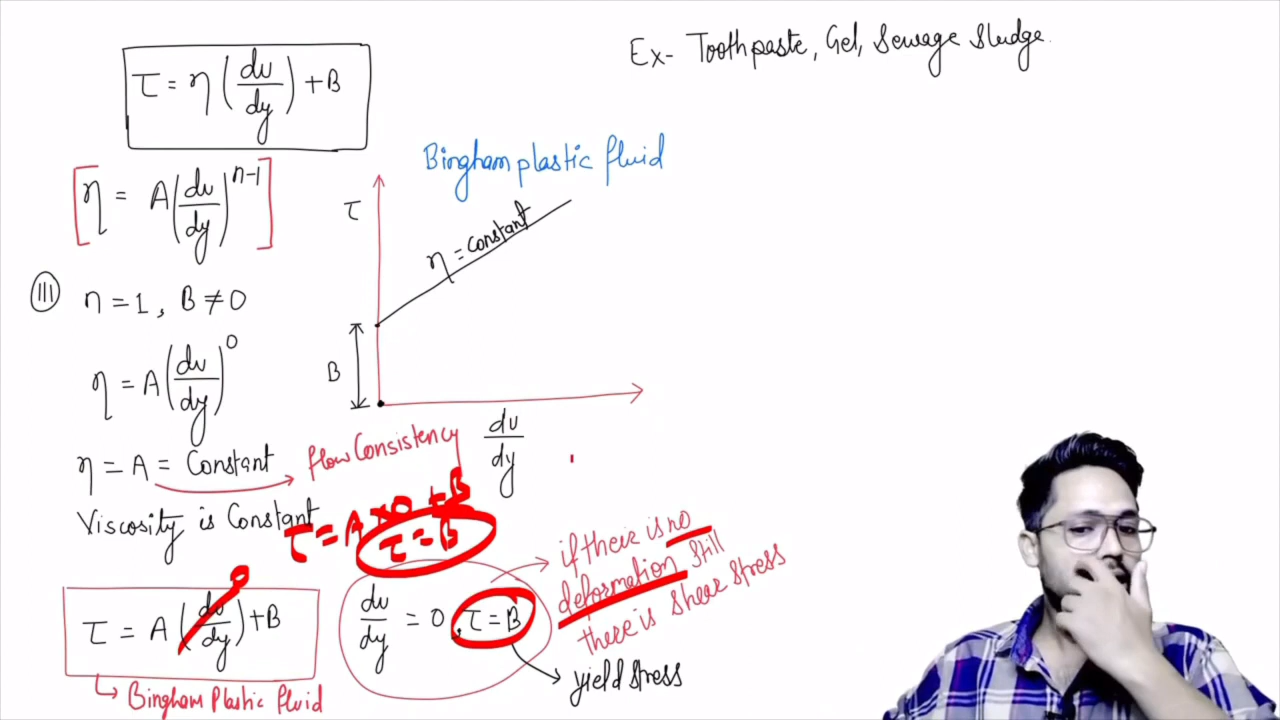 Ex- Toothpaste, Gel, Sewage Sludge.
τ = η (du/dy) + B
[η = A(du/dy)^n-1]
III n = 1, B ≠ 0
η = A(du/dy)^0
η = A = Constant → flow Consistency
Viscosity is Constant
τ = A (du/dy) + B
0
↳ Bingham Plastic fluid
Bingham plastic fluid
τ
η = constant
B
du/dy
τ = A × 0 + B
τ = B
du/dy = 0, τ = B
→ yield stress
→ if there is no
deformation still
there is shear stress